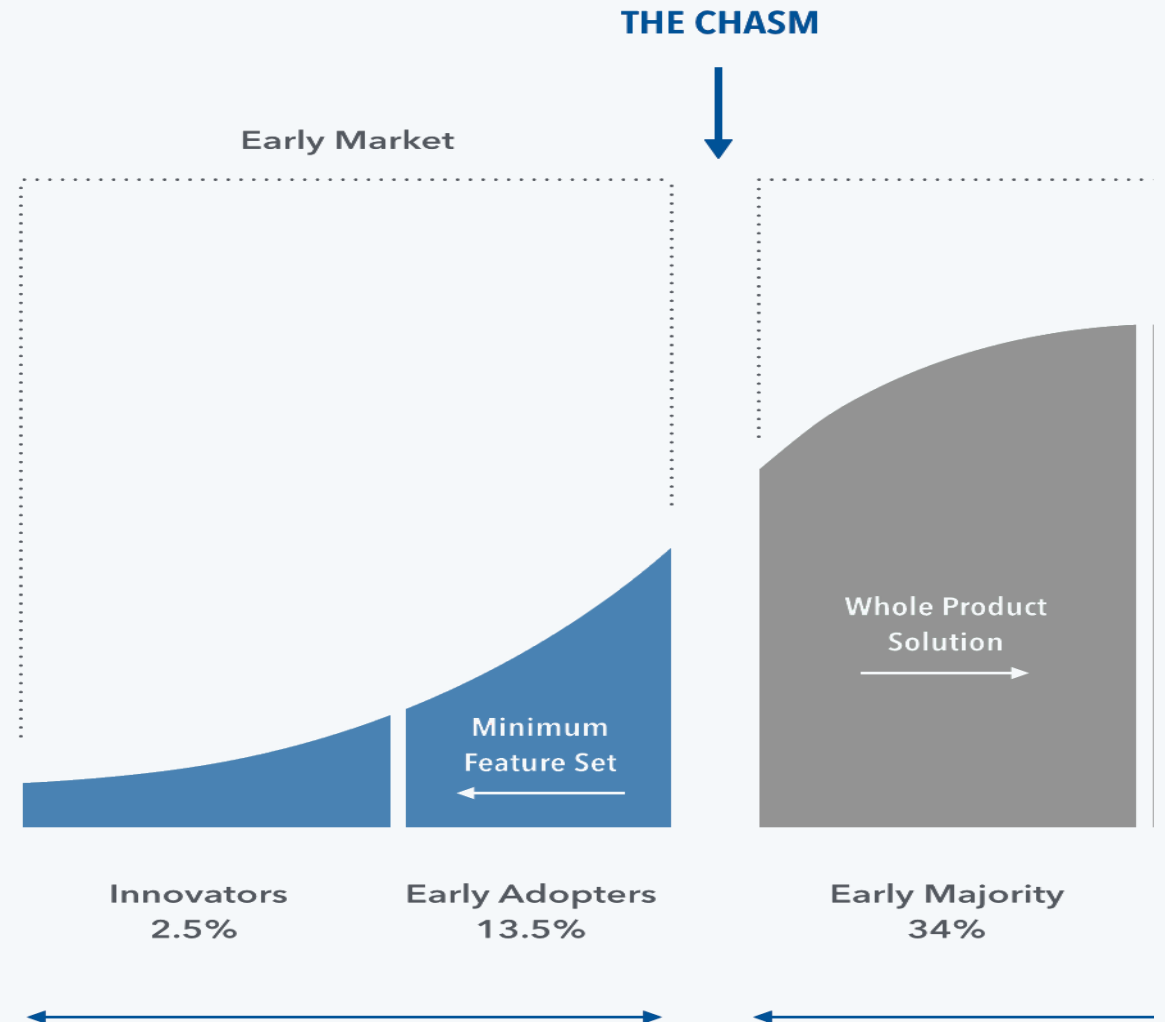 THE CHASM
Early Market
Whole Product
Solution
Minimum
Feature Set
Innovators
2.5%
Early Adopters
13.5%
Early Majority
34%